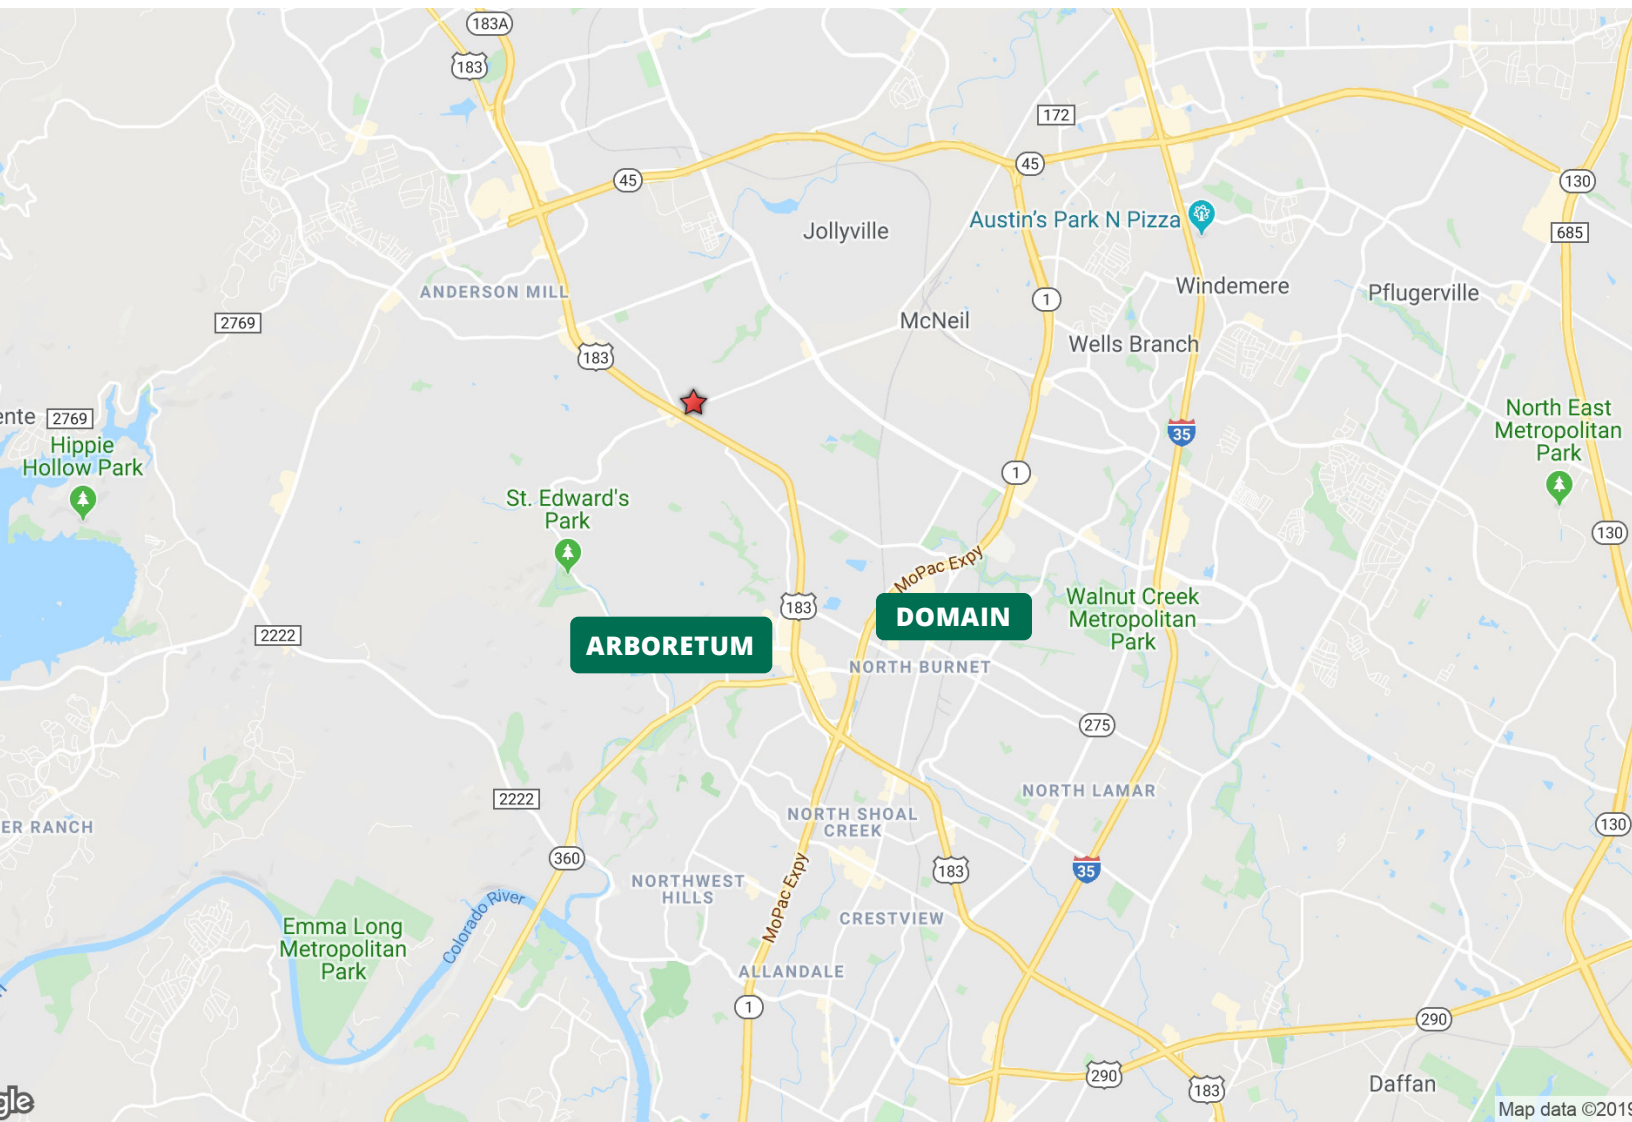 183A
183
172
45
45
130
Austin's Park N Pizza
Jollyville
685
Windemere
ANDERSON MILL
Pflugerville
1
2769
McNeil
Wells Branch
183
ente
2769
North East
Metropolitan
Park
35
Hippie
Hollow Park
1
St. Edward's
Park
130
MoPac Expy
183
DOMAIN
Walnut Creek
Metropolitan
Park
2222
ARBORETUM
NORTH BURNET
275
NORTH LAMAR
2222
NORTH SHOAL
CREEK
ER RANCH
130
360
183
35
NORTHWEST
HILLS
MoPac Expy
Colorado River
CRESTVIEW
Emma Long
Metropolitan
Park
ALLANDALE
1
290
290
183
Daffan
gle
Map data ©2019